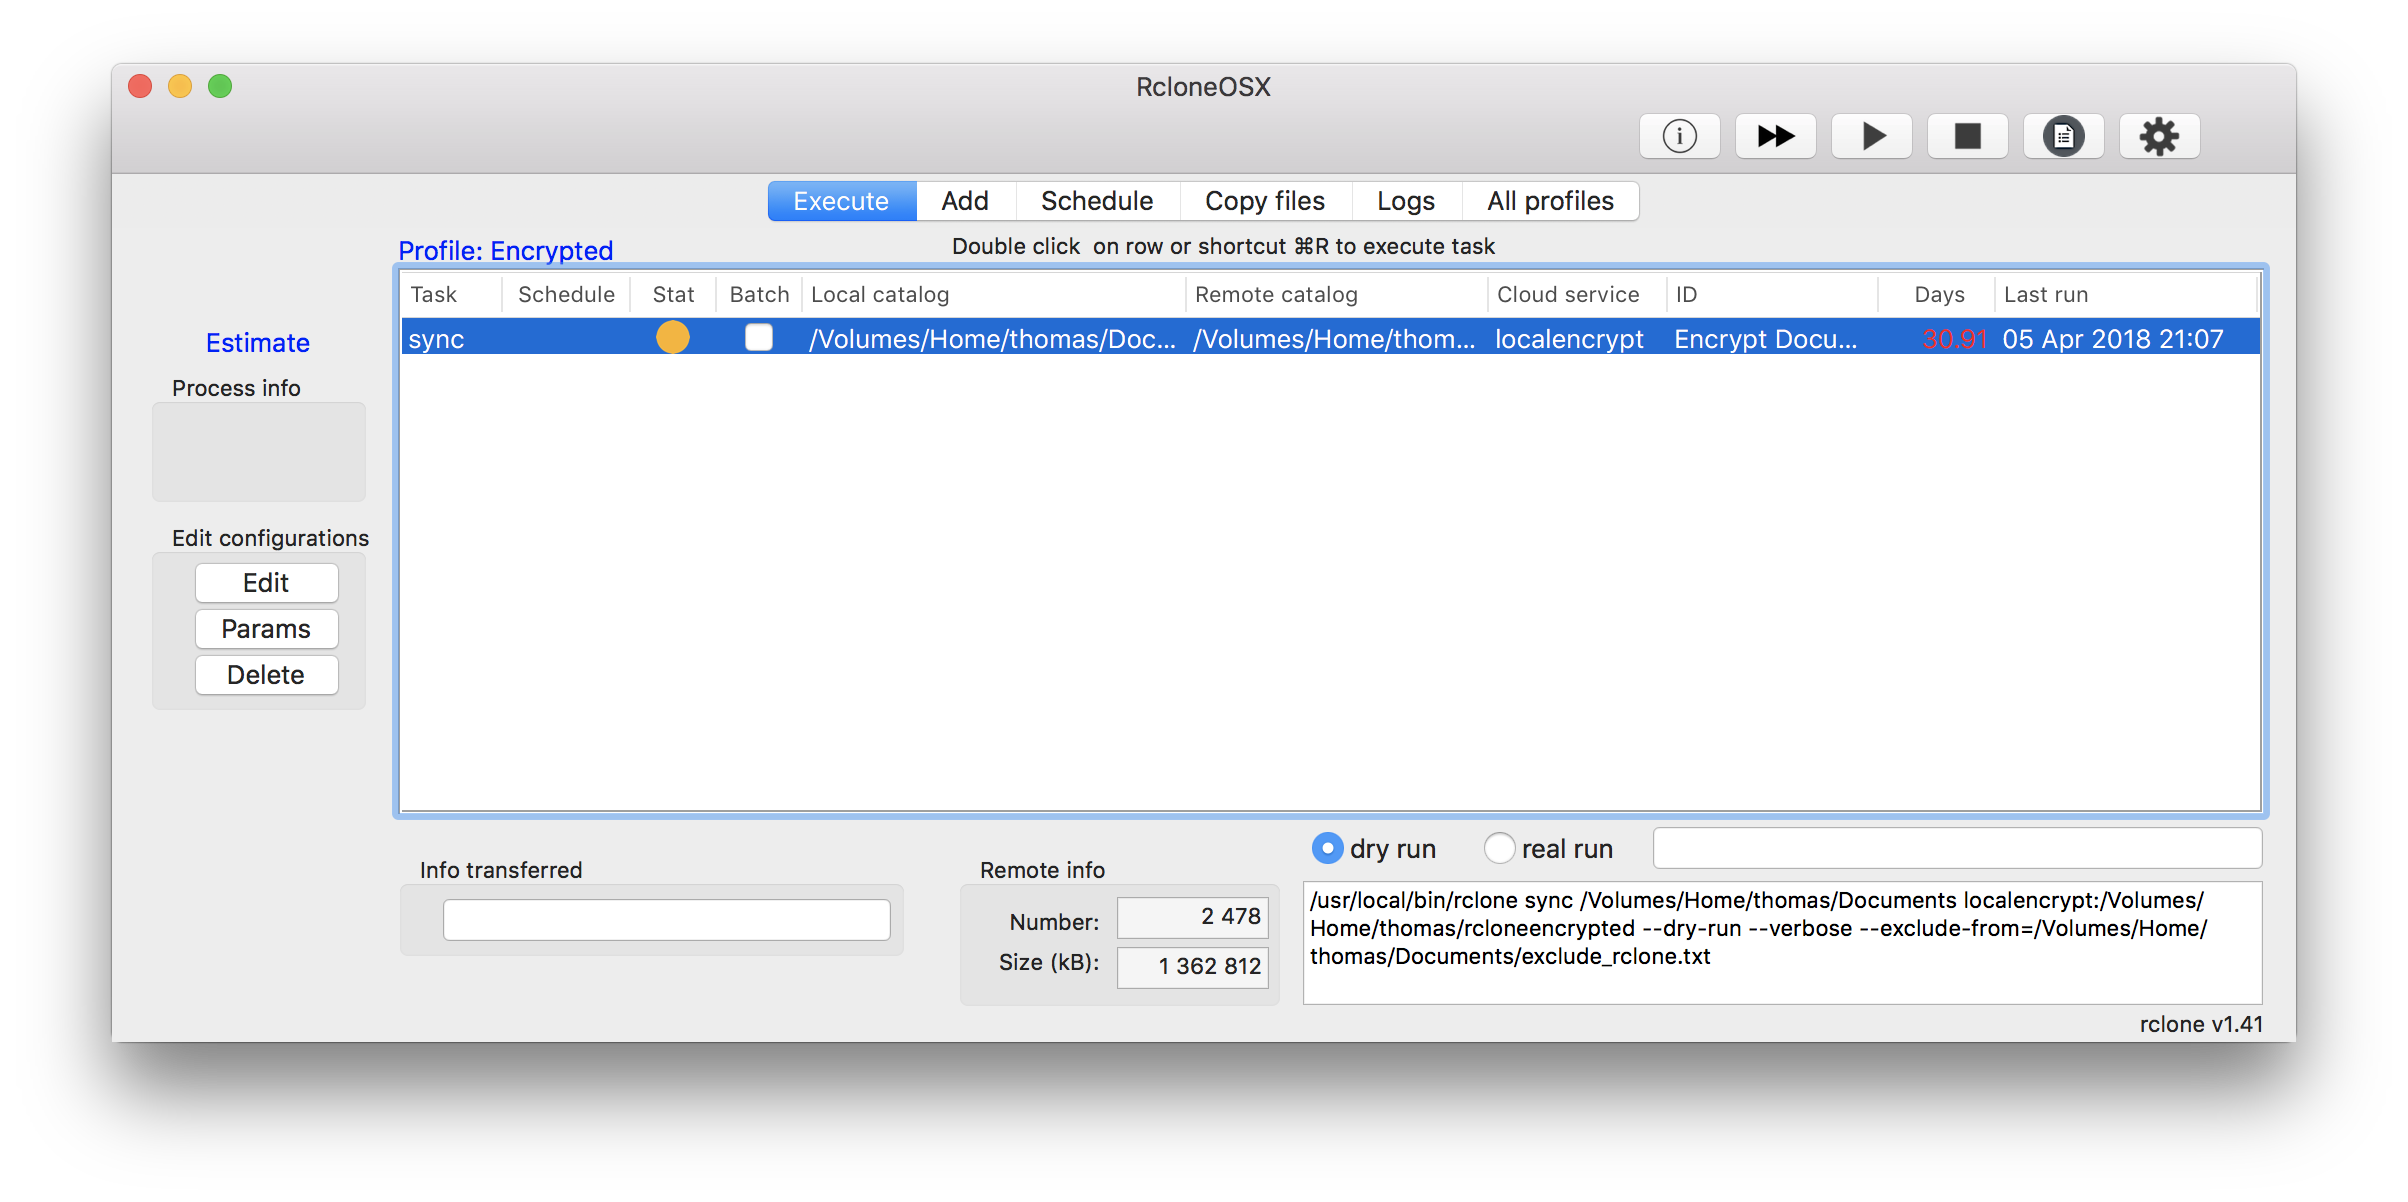 RcloneOSX
Execute Add Schedule Copy files Logs All profiles
Profile: Encrypted
Double click  on row or shortcut ⌘R to execute task
Task Schedule Stat Batch Local catalog Remote catalog Cloud service ID Days Last run
sync /Volumes/Home/thomas/Doc... /Volumes/Home/thom... localencrypt Encrypt Docu... 30.91 05 Apr 2018 21:07
Estimate
Process info
Edit configurations
Edit
Params
Delete
Info transferred
Remote info
Number: 2 478
Size (kB): 1 362 812
dry run real run
/usr/local/bin/rclone sync /Volumes/Home/thomas/Documents localencrypt:/Volumes/
Home/thomas/rcloneencrypted --dry-run --verbose --exclude-from=/Volumes/Home/
thomas/Documents/exclude_rclone.txt
rclone v1.41